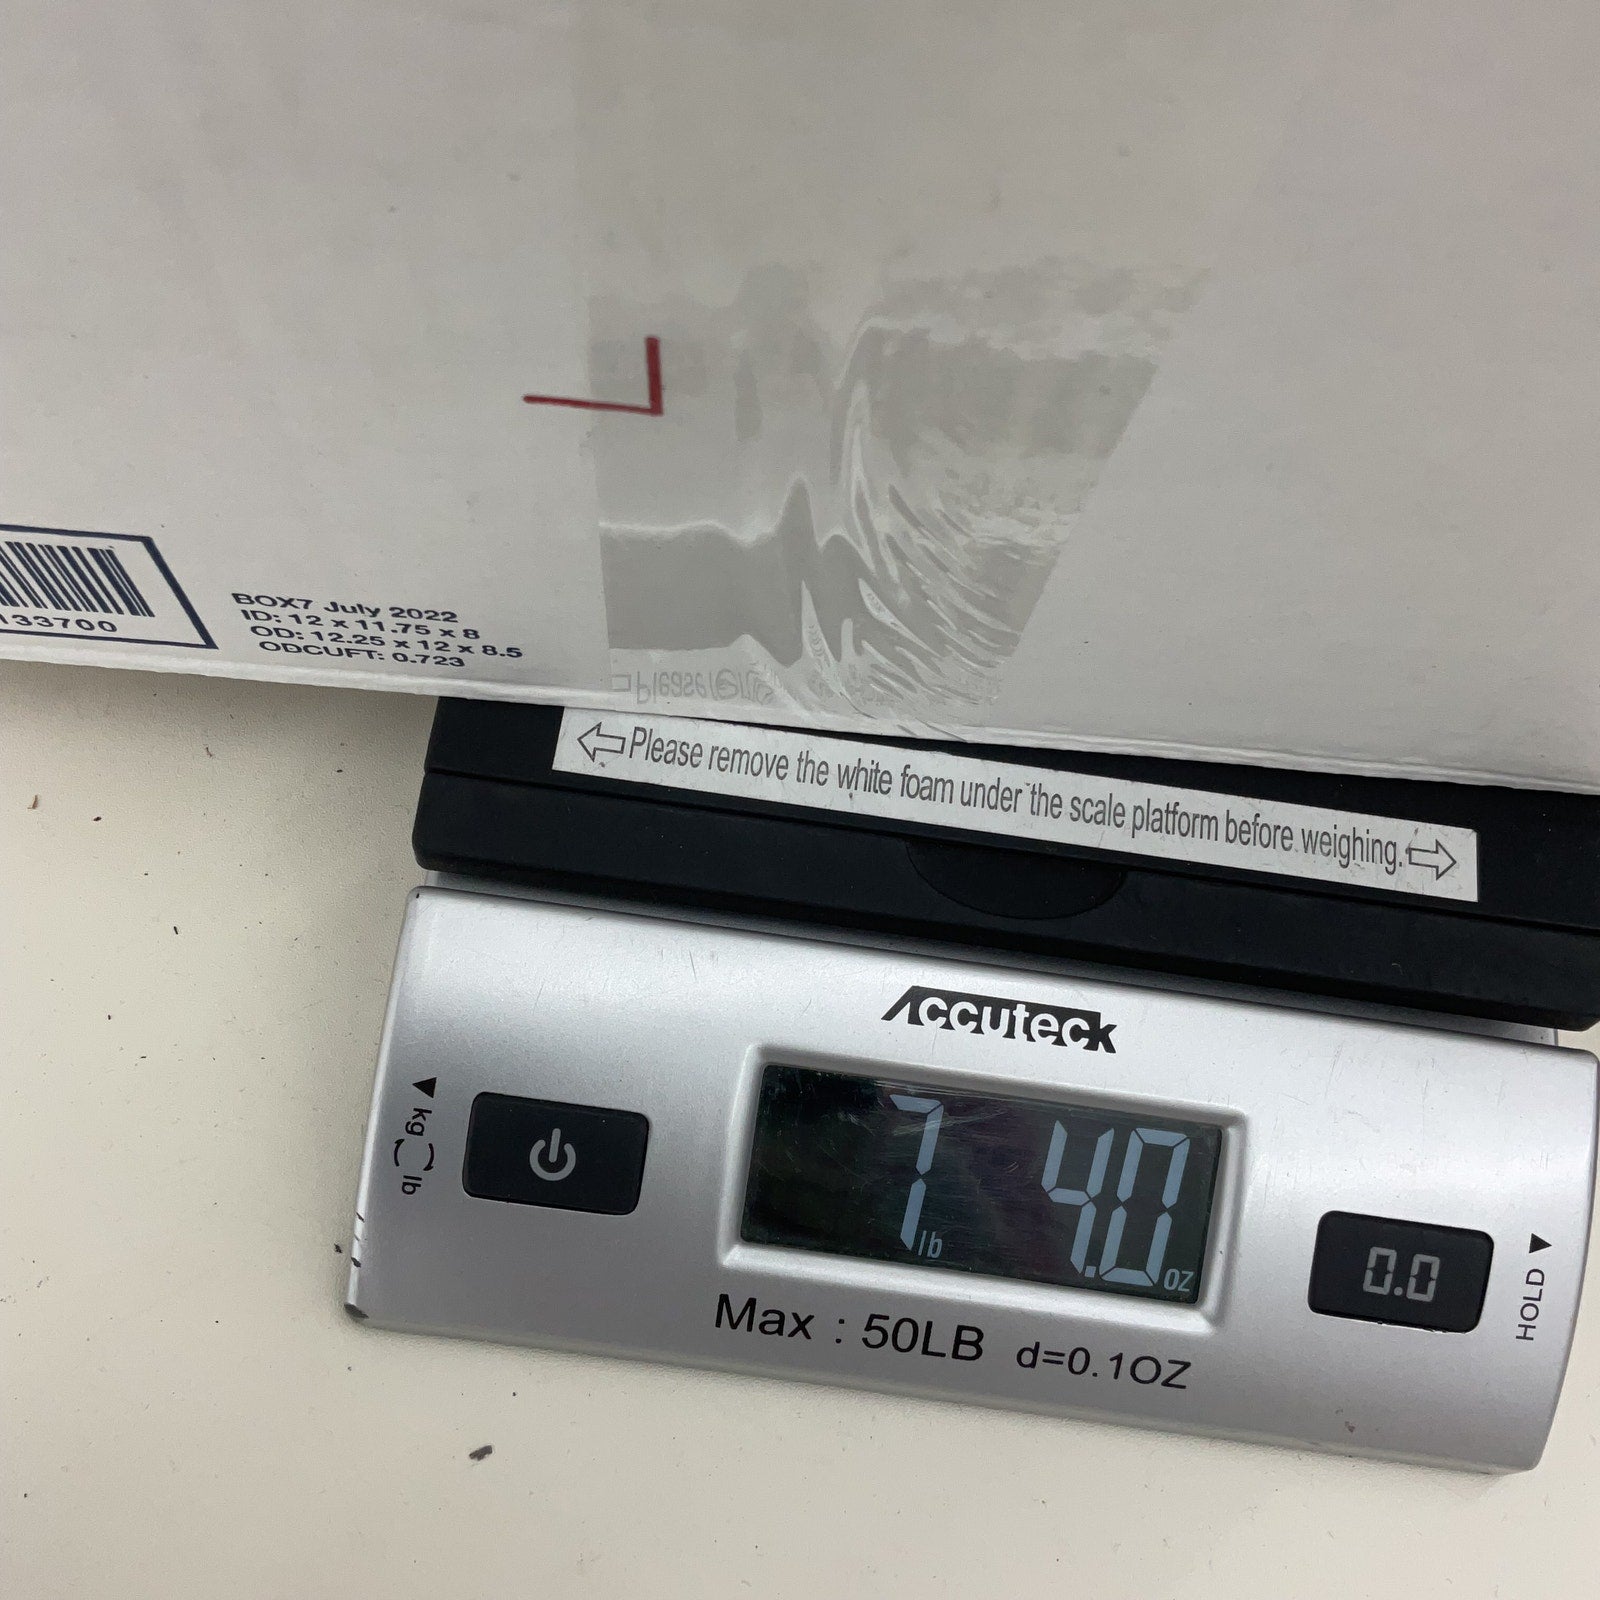 133700
BOX7 July 2022
ID: 12 x 11.75 x 8
OD: 12.25 x 12 x 8.5
ODCUFT: 0.723
Please remove the white foam under the scale platform before weighing.
Accuteck
kg lb
7 lb 4.0 oz
0.0
HOLD
Max : 50LB d=0.1OZ